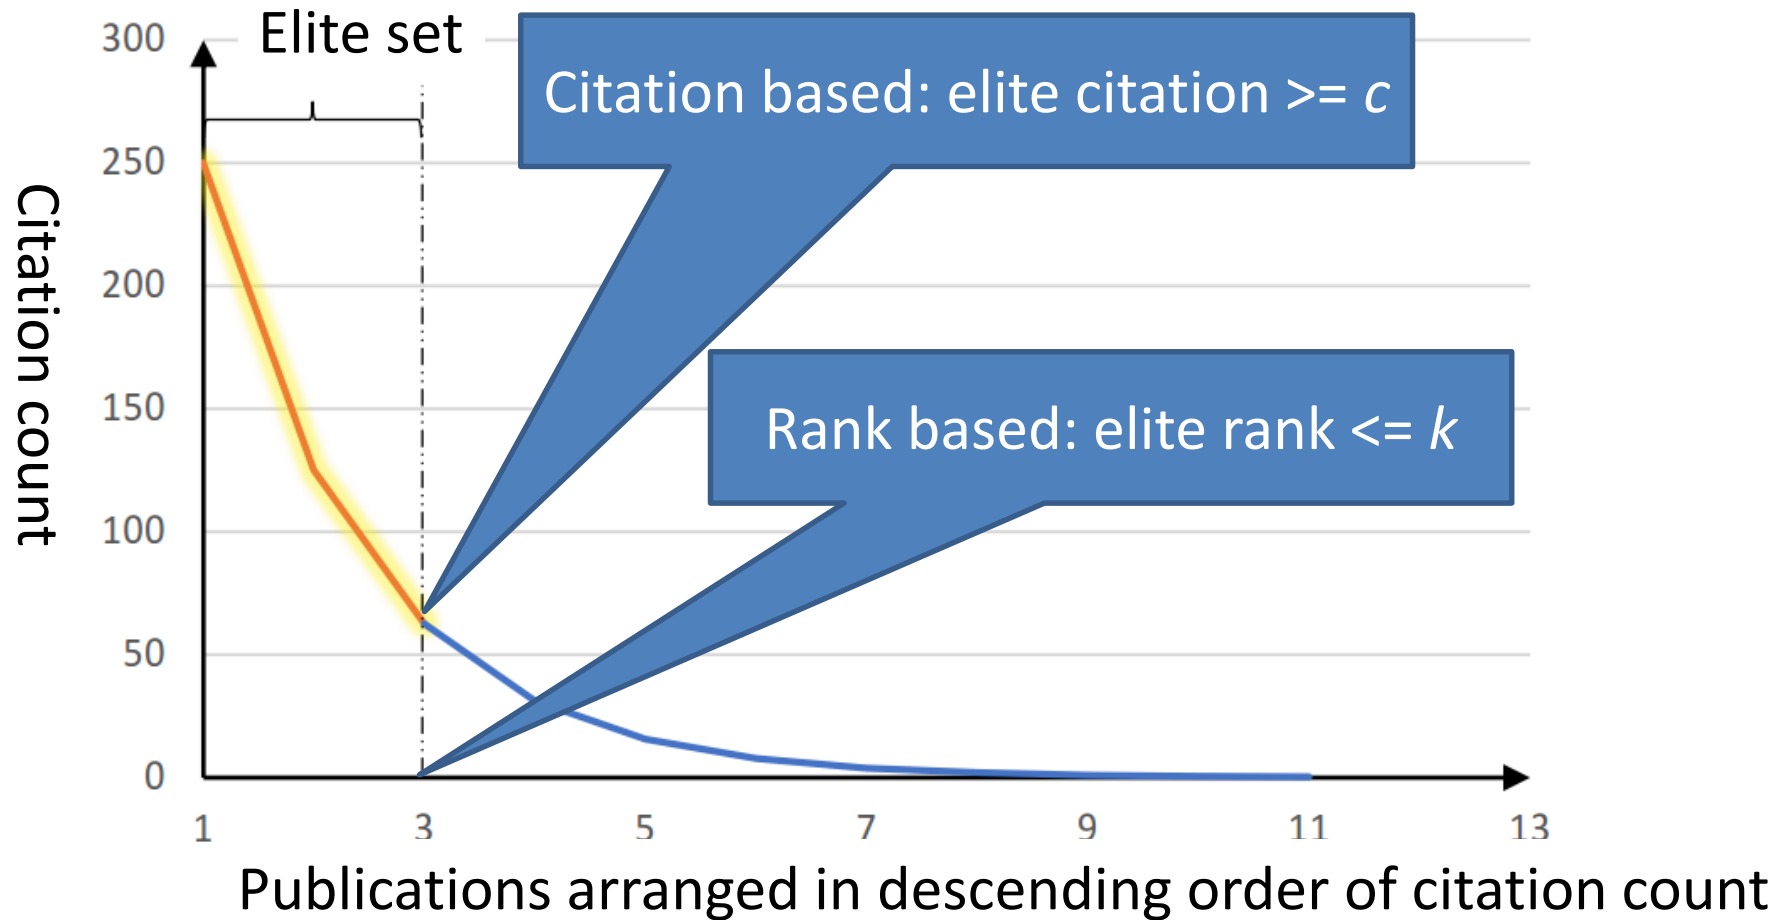 Elite set
Citation based: elite citation >= c
Rank based: elite rank <= k
Citation count
300
250
200
150
100
50
0
1 3 5 7 9 11 13
Publications arranged in descending order of citation count